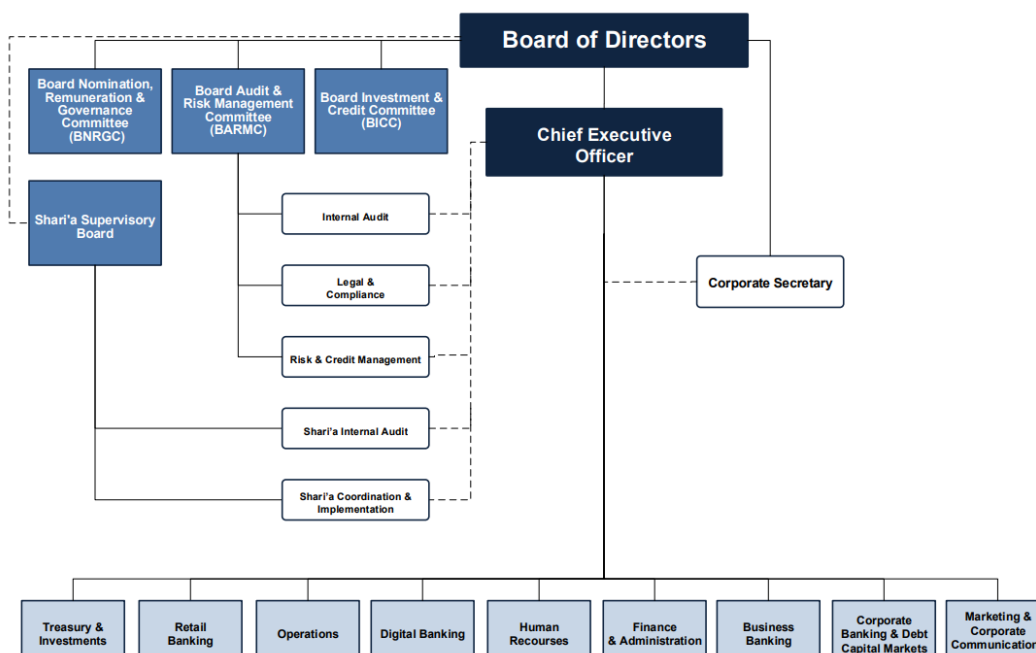 Board of Directors
Board Nomination,
Remuneration &
Governance
Committee
(BNRGC)
Board Audit &
Risk Management
Committee
(BARMC)
Board Investment &
Credit Committee
(BICC)
Chief Executive
Officer
Shari'a Supervisory
Board
Internal Audit
Legal &
Compliance
Corporate Secretary
Risk & Credit Management
Shari'a Internal Audit
Shari'a Coordination &
Implementation
Treasury &
Investments
Retail
Banking
Operations
Digital Banking
Human
Recourses
Finance
& Administration
Business
Banking
Corporate
Banking & Debt
Capital Markets
Marketing &
Corporate
Communication